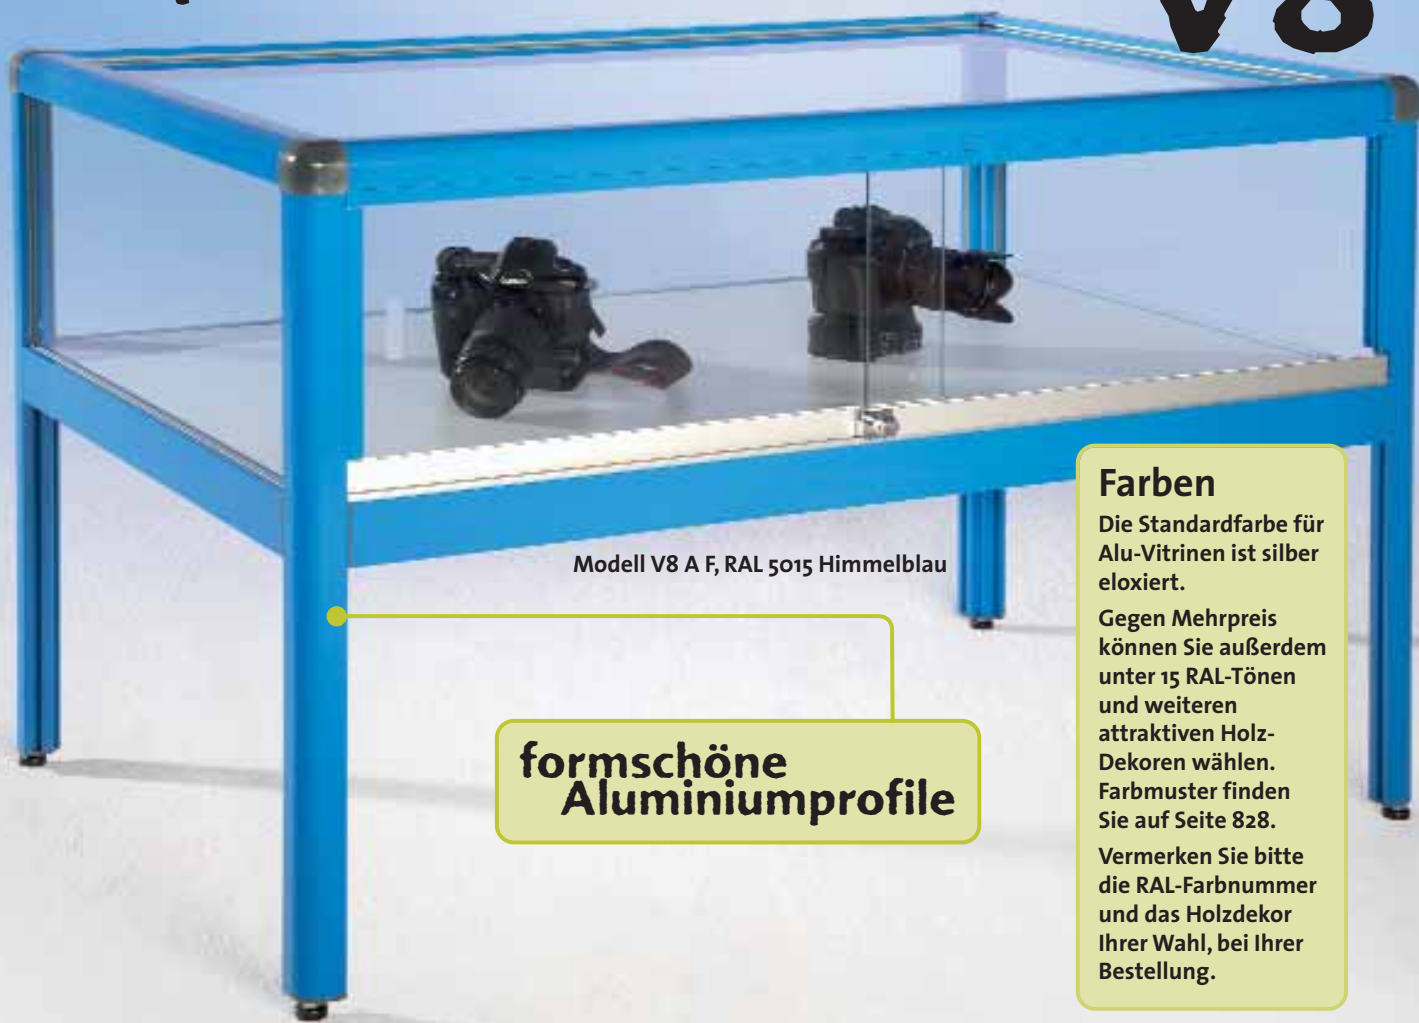 V8
Modell V8 A F, RAL 5015 Himmelblau
formschöne
Aluminiumprofile
Farben
Die Standardfarbe für
Alu-Vitrinen ist silber
eloxiert.
Gegen Mehrpreis
können Sie außerdem
unter 15 RAL-Tönen
und weiteren
attraktiven Holz-
Dekoren wählen.
Farbmuster finden
Sie auf Seite 828.
Vermerken Sie bitte
die RAL-Farbnummer
und das Holzdekor
Ihrer Wahl, bei Ihrer
Bestellung.